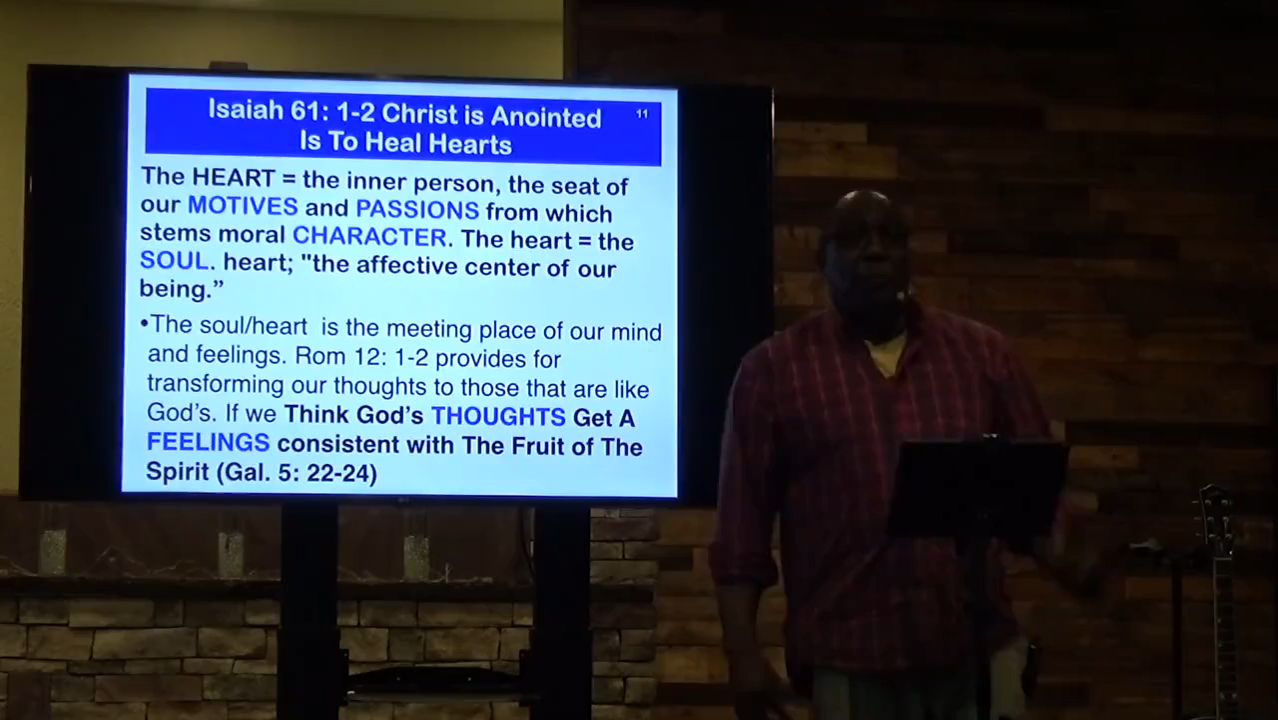 Isaiah 61: 1-2 Christ is Anointed
11
Is To Heal Hearts
The HEART = the inner person, the seat of
our MOTIVES and PASSIONS from which
stems moral CHARACTER. The heart = the
SOUL. heart; "the affective center of our
being.”
•The soul/heart is the meeting place of our mind
and feelings. Rom 12: 1-2 provides for
transforming our thoughts to those that are like
God’s. If we Think God’s THOUGHTS Get A
FEELINGS consistent with The Fruit of The
Spirit (Gal. 5: 22-24)